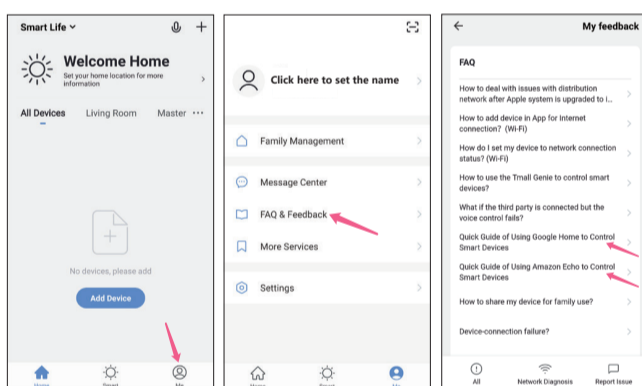 Smart Life
Welcome Home
Set your home location for more
information
All Devices Living Room Master ...
No devices, please add
Add Device
Home Smart Me
Click here to set the name
Family Management
Message Center
FAQ & Feedback
More Services
Settings
Home Smart Me
My feedback
FAQ
How to deal with issues with distribution
network after Apple system is upgraded to i...
How to add device in App for Internet
connection? (Wi-Fi)
How do I set my device to network connection
status? (Wi-Fi)
How to use the Tmall Genie to control smart
devices?
What if the third party is connected but the
voice control fails?
Quick Guide of Using Google Home to Control
Smart Devices
Quick Guide of Using Amazon Echo to Control
Smart Devices
How to share my device for family use?
Device-connection failure?
All Network Diagnosis Report Issue